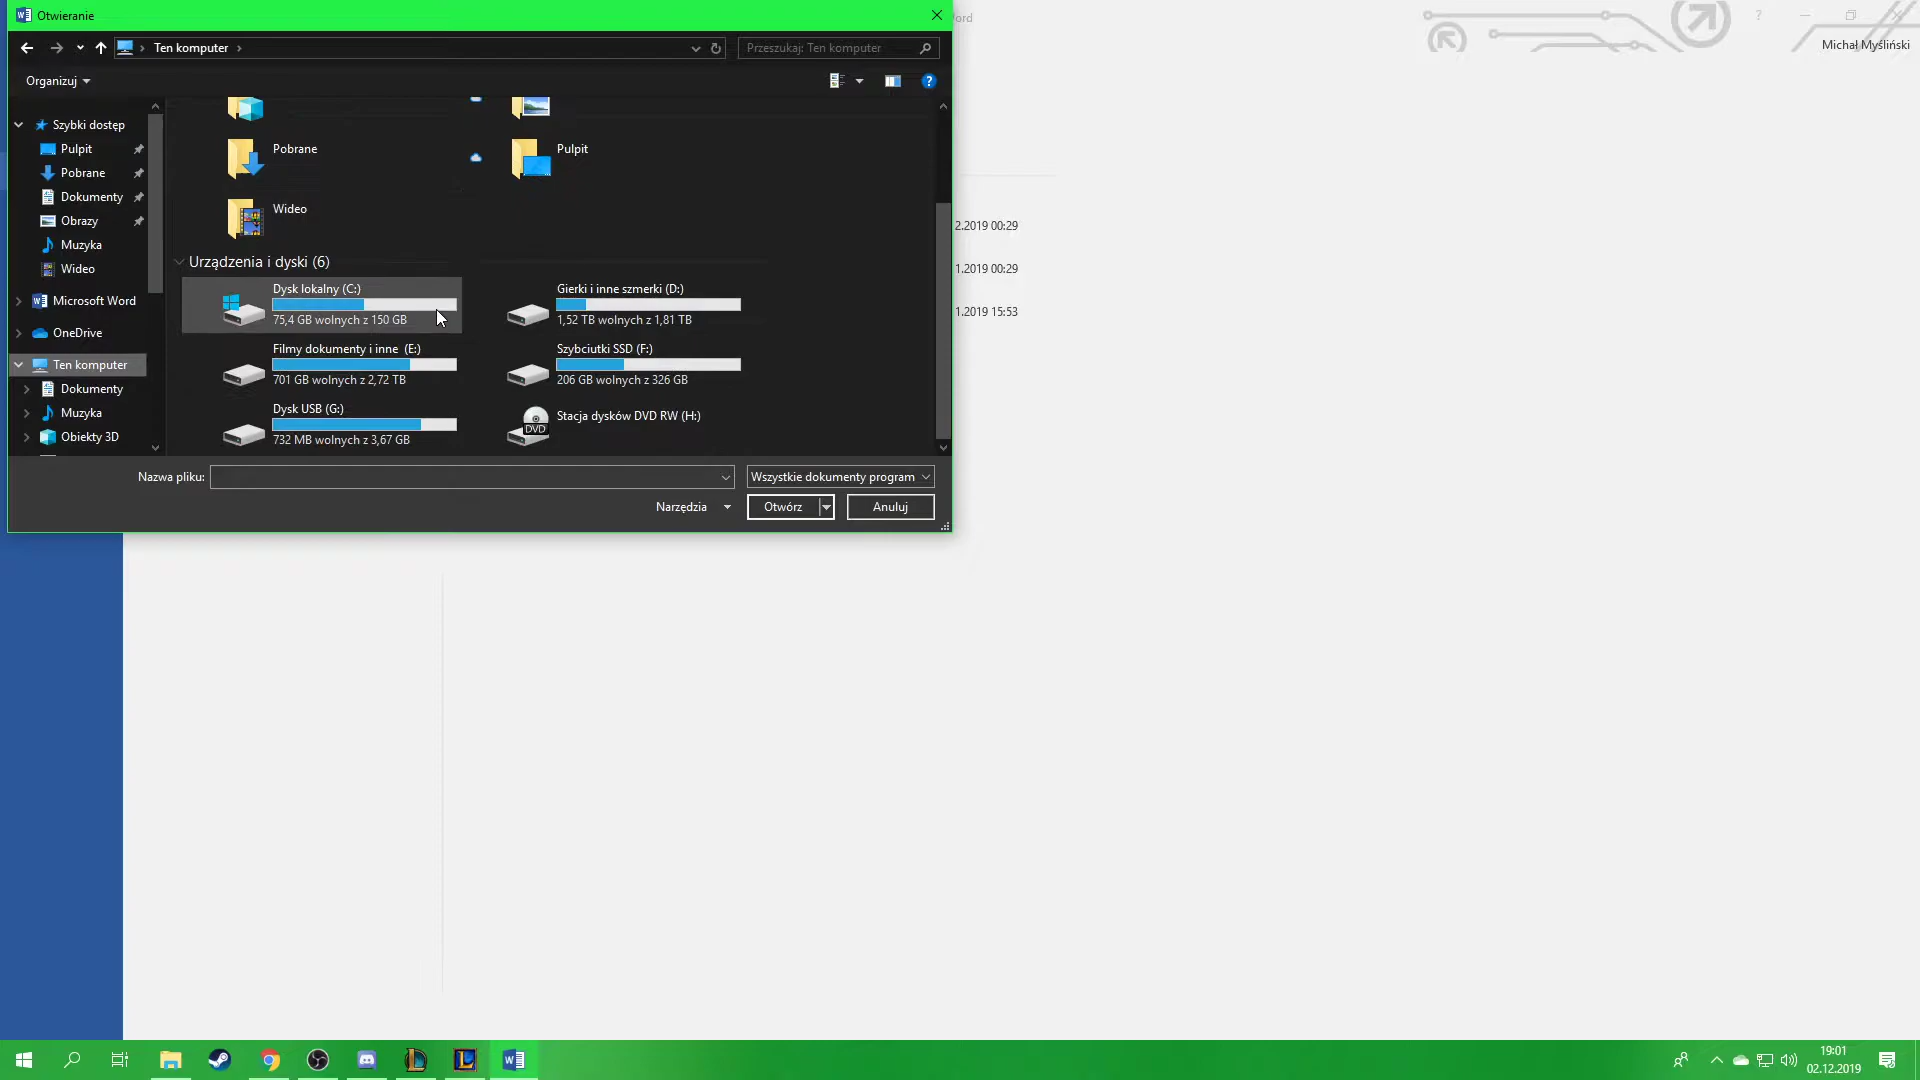 Otwieranie
ord
?
Michał Myśliński
Ten komputer
Przeszukaj: Ten komputer
Organizuj
?
Szybki dostęp
Pulpit
Pobrane
Dokumenty
Obrazy
Muzyka
Wideo
Microsoft Word
OneDrive
Ten komputer
Dokumenty
Muzyka
Obiekty 3D
Pobrane
Pulpit
Wideo
Urządzenia i dyski (6)
Dysk lokalny (C:)
75,4 GB wolnych z 150 GB
Gierki i inne szmerki (D:)
1,52 TB wolnych z 1,81 TB
Filmy dokumenty i inne (E:)
701 GB wolnych z 2,72 TB
Szybciutki SSD (F:)
206 GB wolnych z 326 GB
Dysk USB (G:)
732 MB wolnych z 3,67 GB
DVD
Stacja dysków DVD RW (H:)
2.2019 00:29
1.2019 00:29
1.2019 15:53
Nazwa pliku:
Wszystkie dokumenty program
Narzędzia
Otwórz
Anuluj
19:01
02.12.2019